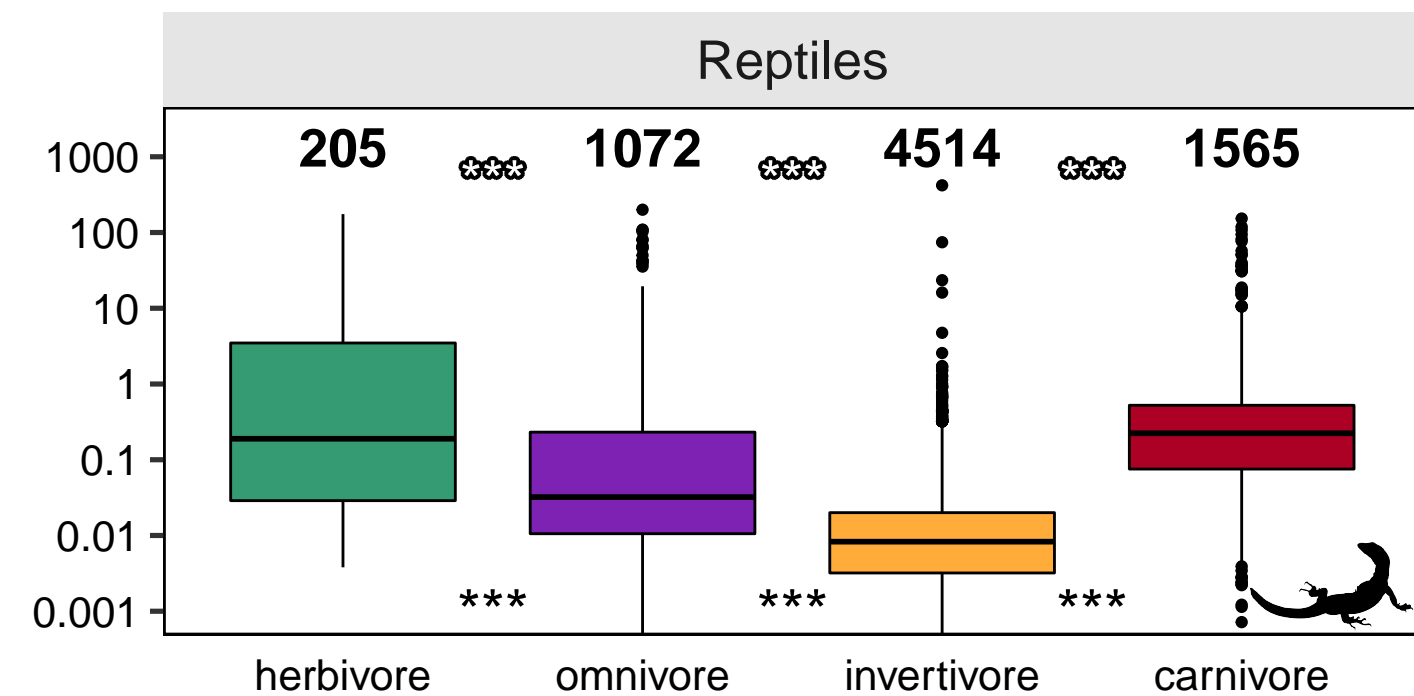 Reptiles
205 *** 1072 *** 4514 *** 1565
1000
100
10
1
0.1
0.01
0.001
*** *** ***
herbivore omnivore invertivore carnivore